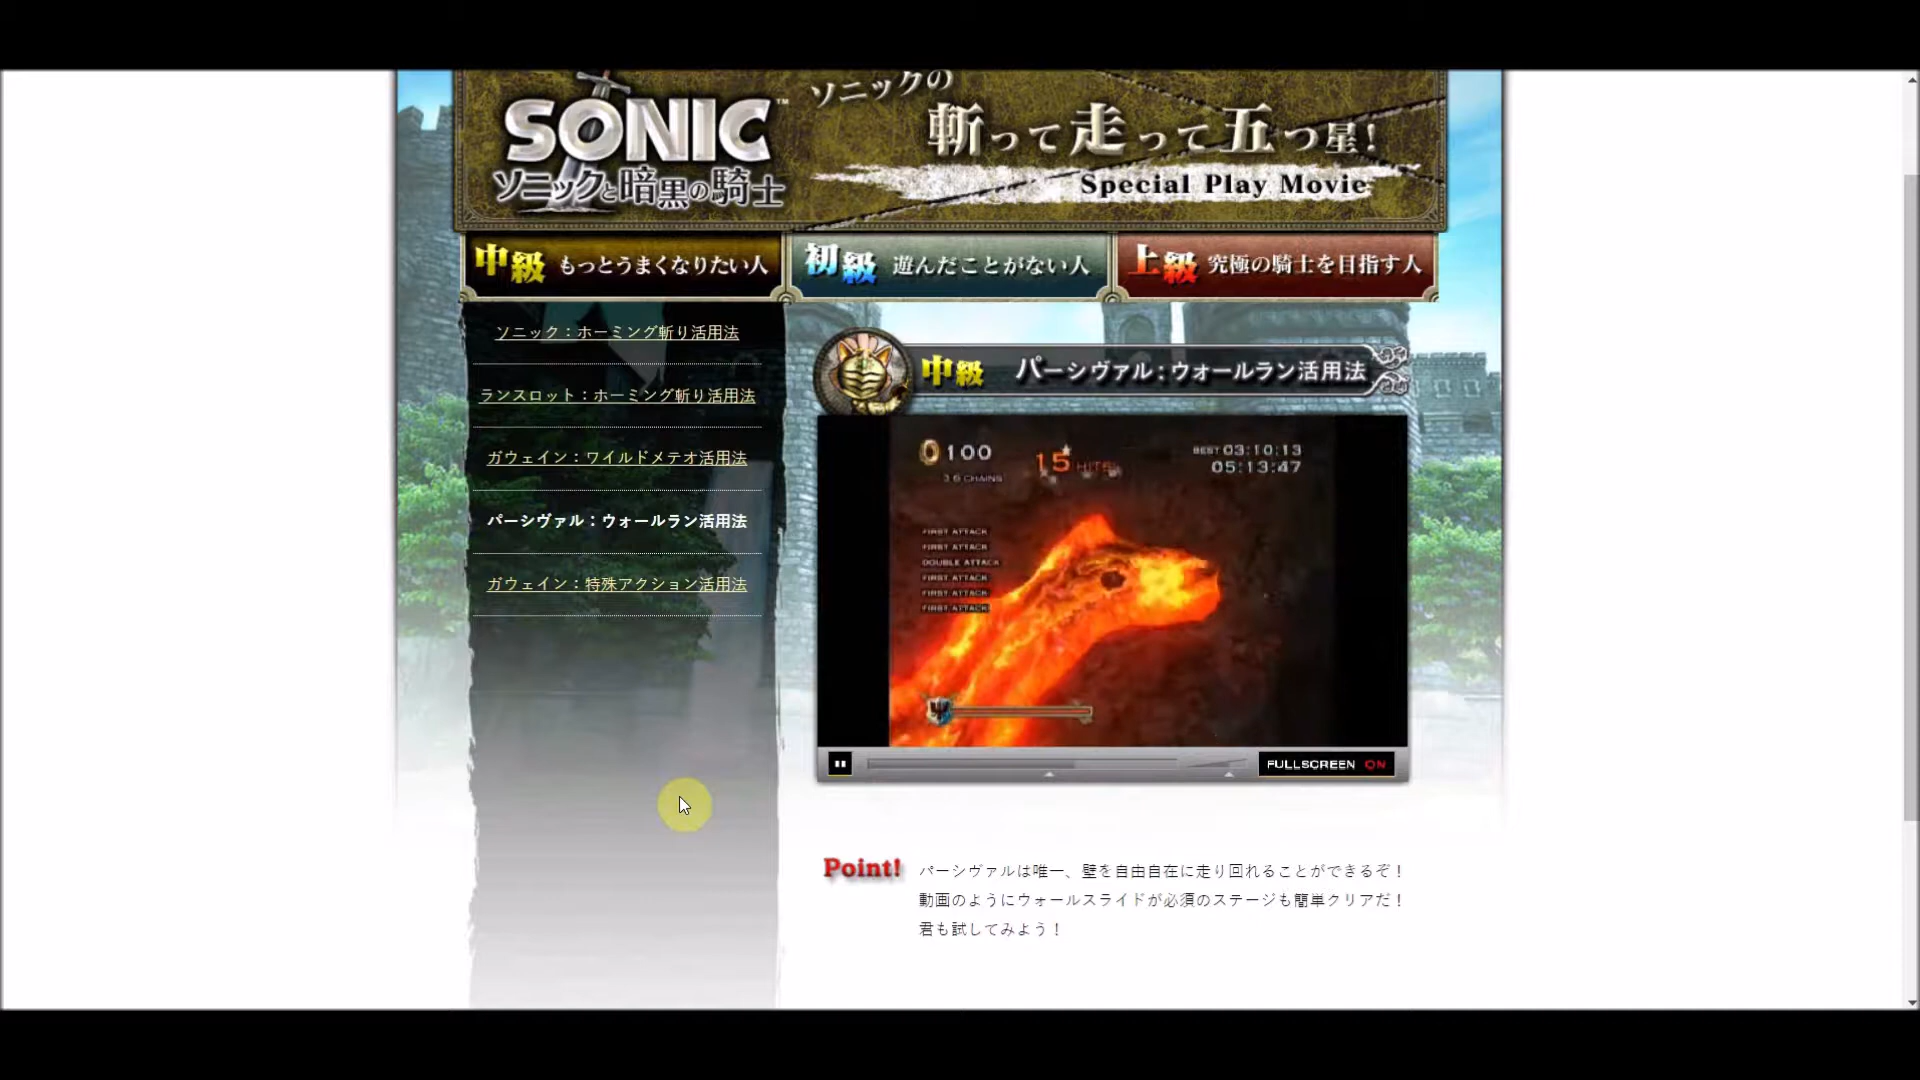 SONIC™
ソニックと暗黒の騎士
ソニックの
斬って走って五つ星!
Special Play Movie
中級 もっとうまくなりたい人
初級 遊んだことがない人
上級 究極の騎士を目指す人
ソニック：ホーミング斬り活用法
ランスロット：ホーミング斬り活用法
ガウェイン：ワイルドメテオ活用法
パーシヴァル：ウォールラン活用法
ガウェイン：特殊アクション活用法
中級 パーシヴァル：ウォールラン活用法
100
36 CHAINS
15 HITS
BEST 03:10:13
05:13:47
FIRST ATTACK
FIRST ATTACK
DOUBLE ATTACK
FIRST ATTACK
FIRST ATTACK
FIRST ATTACK
FULLSCREEN ON
Point!
パーシヴァルは唯一、壁を自由自在に走り回れることができるぞ！
動画のようにウォールスライドが必須のステージも簡単クリアだ！
君も試してみよう！